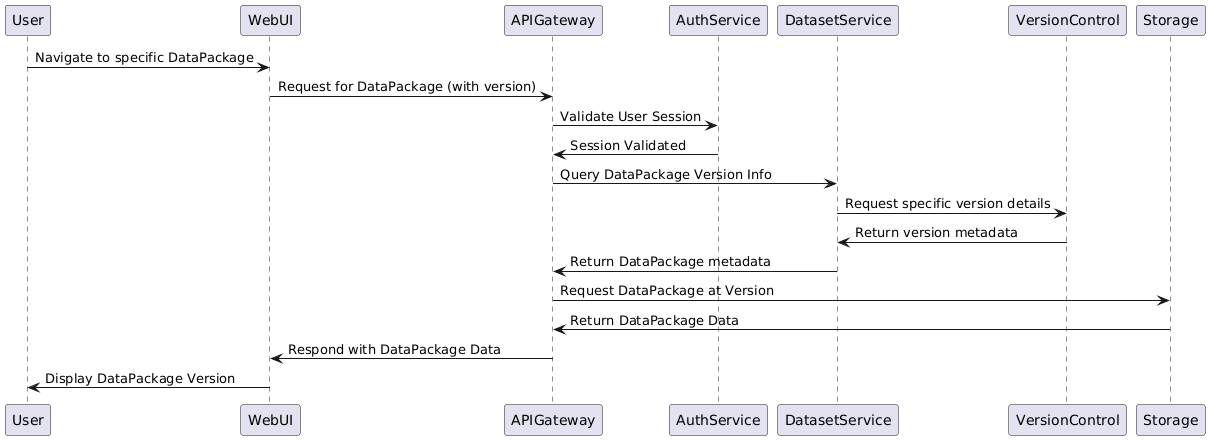 User WebUI APIGateway AuthService DatasetService VersionControl Storage
Navigate to specific DataPackage
Request for DataPackage (with version)
Validate User Session
Session Validated
Query DataPackage Version Info
Request specific version details
Return version metadata
Return DataPackage metadata
Request DataPackage at Version
Return DataPackage Data
Respond with DataPackage Data
Display DataPackage Version
User WebUI APIGateway AuthService DatasetService VersionControl Storage